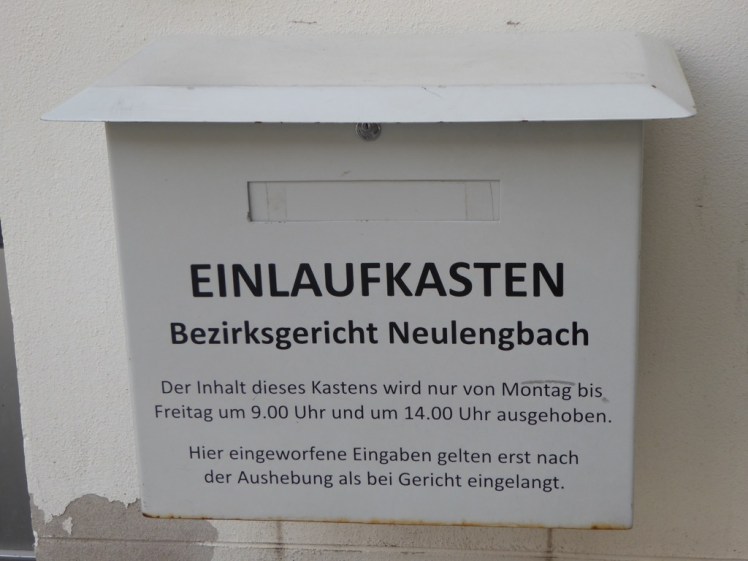 EINLAUFKASTEN
Bezirksgericht Neulengbach
Der Inhalt dieses Kastens wird nur von Montag bis
Freitag um 9.00 Uhr und um 14.00 Uhr ausgehoben.
Hier eingeworfene Eingaben gelten erst nach
der Aushebung als bei Gericht eingelangt.